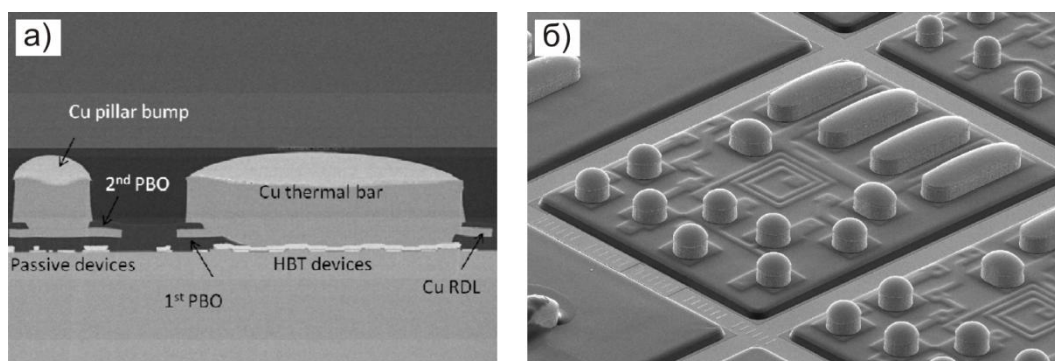 а)
Cu pillar bump
2nd PBO
Cu thermal bar
Passive devices
HBT devices
Cu RDL
1st PBO
б)